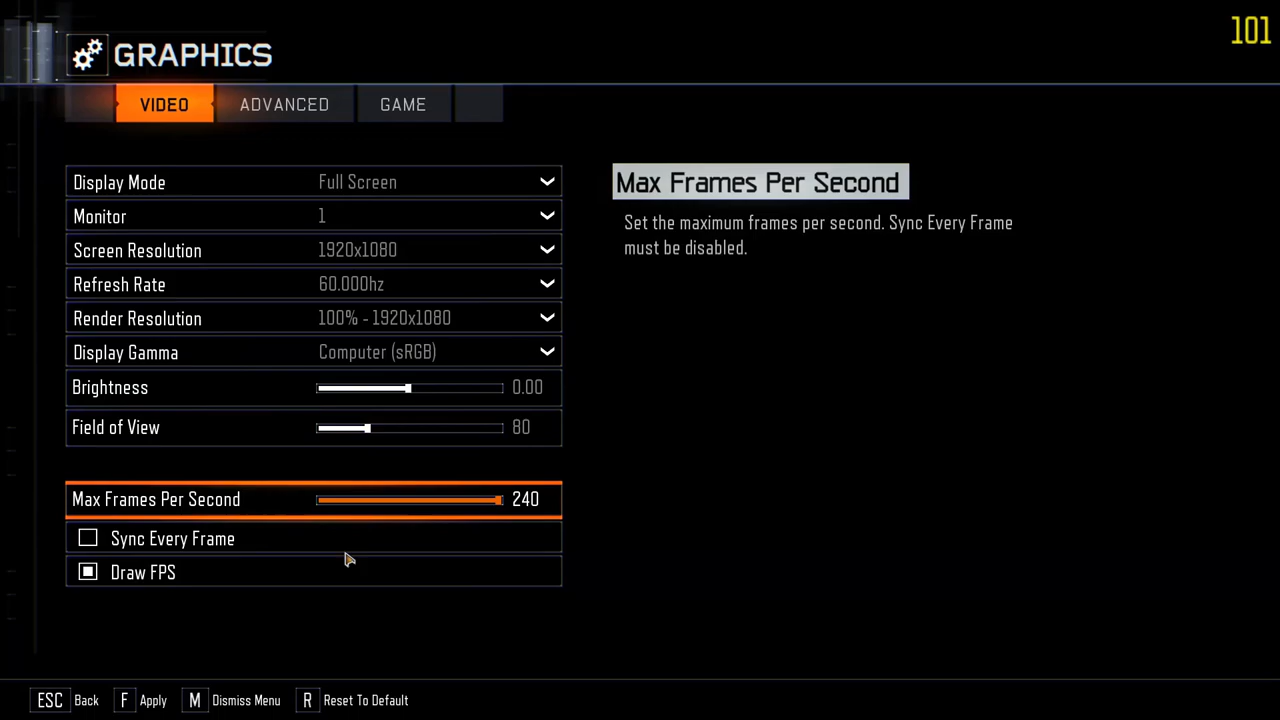 101
GRAPHICS
VIDEO ADVANCED GAME
Display Mode Full Screen
Monitor 1
Screen Resolution 1920x1080
Refresh Rate 60.000hz
Render Resolution 100% - 1920x1080
Display Gamma Computer (sRGB)
Brightness 0.00
Field of View 80
Max Frames Per Second 240
Sync Every Frame
Draw FPS
Max Frames Per Second
Set the maximum frames per second. Sync Every Frame
must be disabled.
ESC Back F Apply M Dismiss Menu R Reset To Default